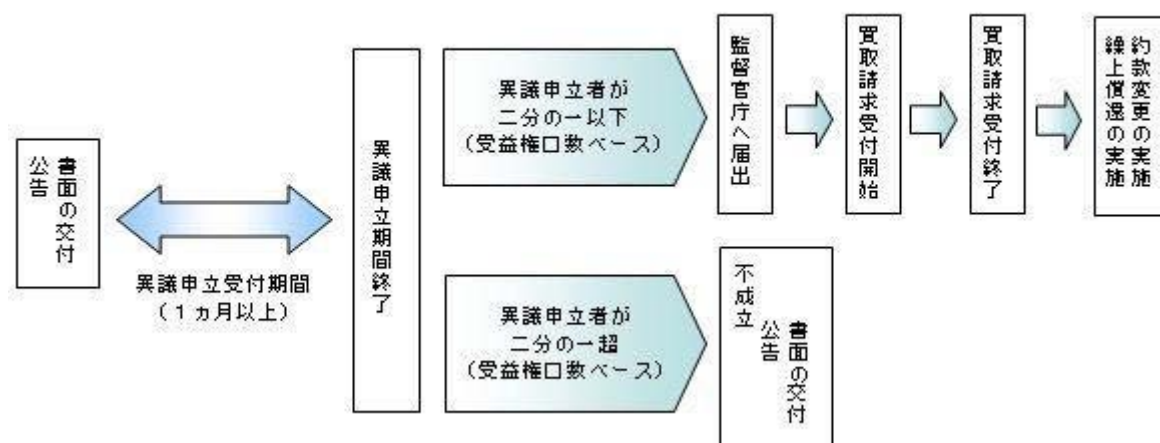 書面の交付
公告
異議申立受付期間
（１ヵ月以上）
異議申立期間終了
異議申立者が
二分の一以下
（受益権口数ベース）
監督官庁へ届出
買取請求受付開始
買取請求受付終了
約款変更の実施
繰上償還の実施
異議申立者が
二分の一超
（受益権口数ベース）
不成立
書面の交付
公告